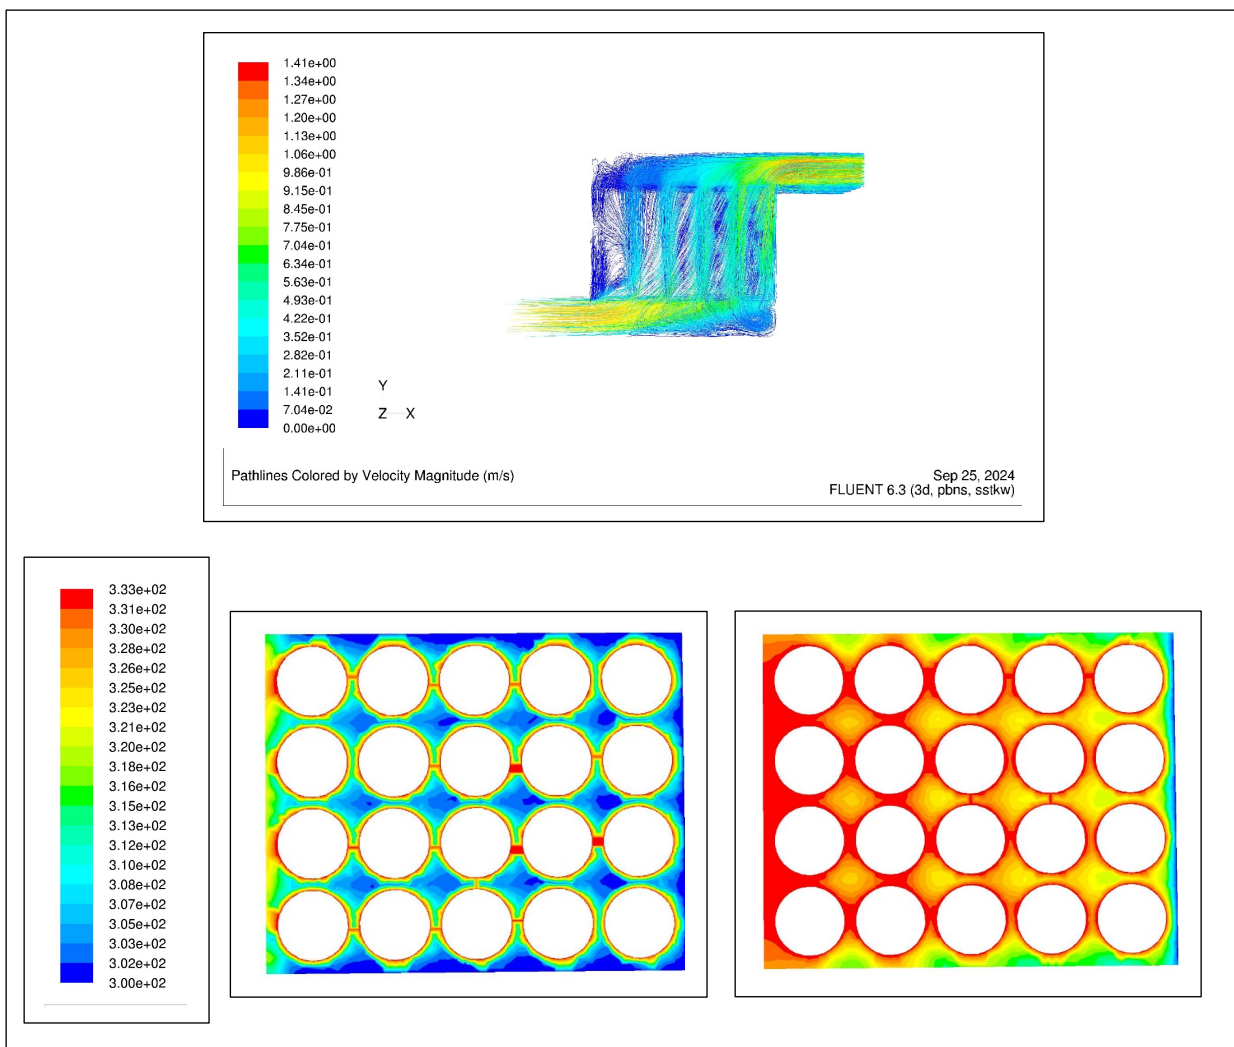 1.41e+00
1.34e+00
1.27e+00
1.20e+00
1.13e+00
1.06e+00
9.86e-01
9.15e-01
8.45e-01
7.75e-01
7.04e-01
6.34e-01
5.63e-01
4.93e-01
4.22e-01
3.52e-01
2.82e-01
2.11e-01
1.41e-01
7.04e-02
0.00e+00
Y
Z X
Pathlines Colored by Velocity Magnitude (m/s)
Sep 25, 2024
FLUENT 6.3 (3d, pbns, sstkw)
3.33e+02
3.31e+02
3.30e+02
3.28e+02
3.26e+02
3.25e+02
3.21e+02
3.20e+02
3.18e+02
3.16e+02
3.15e+02
3.13e+02
3.12e+02
3.10e+02
3.08e+02
3.07e+02
3.05e+02
3.03e+02
3.02e+02
3.00e+02